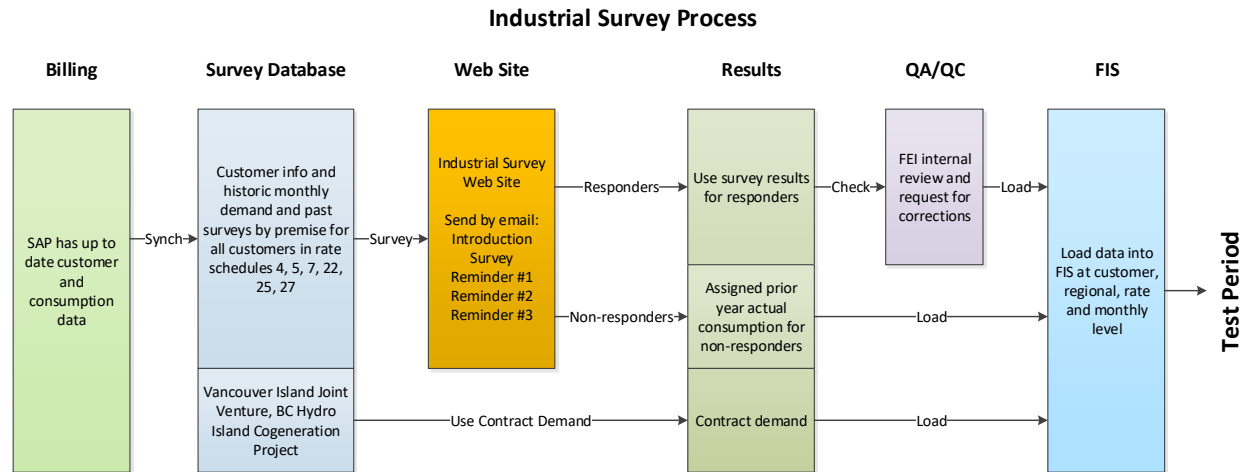 Industrial Survey Process
Billing
Survey Database
Web Site
Results
QA/QC
FIS
SAP has up to
date customer
and
consumption
data
Synch
Customer info and
historic monthly
demand and past
surveys by premise for
all customers in rate
schedules 4, 5, 7, 22,
25, 27
Vancouver Island Joint
Venture, BC Hydro
Island Cogeneration
Project
Survey
Industrial Survey
Web Site
Send by email:
Introduction
Survey
Reminder #1
Reminder #2
Reminder #3
Responders
Non-responders
Use Contract Demand
Use survey results
for responders
Assigned prior
year actual
consumption for
non-responders
Contract demand
Check
FEI internal
review and
request for
corrections
Load
Load
Load
Load data into
FIS at customer,
regional, rate
and monthly
level
Test Period